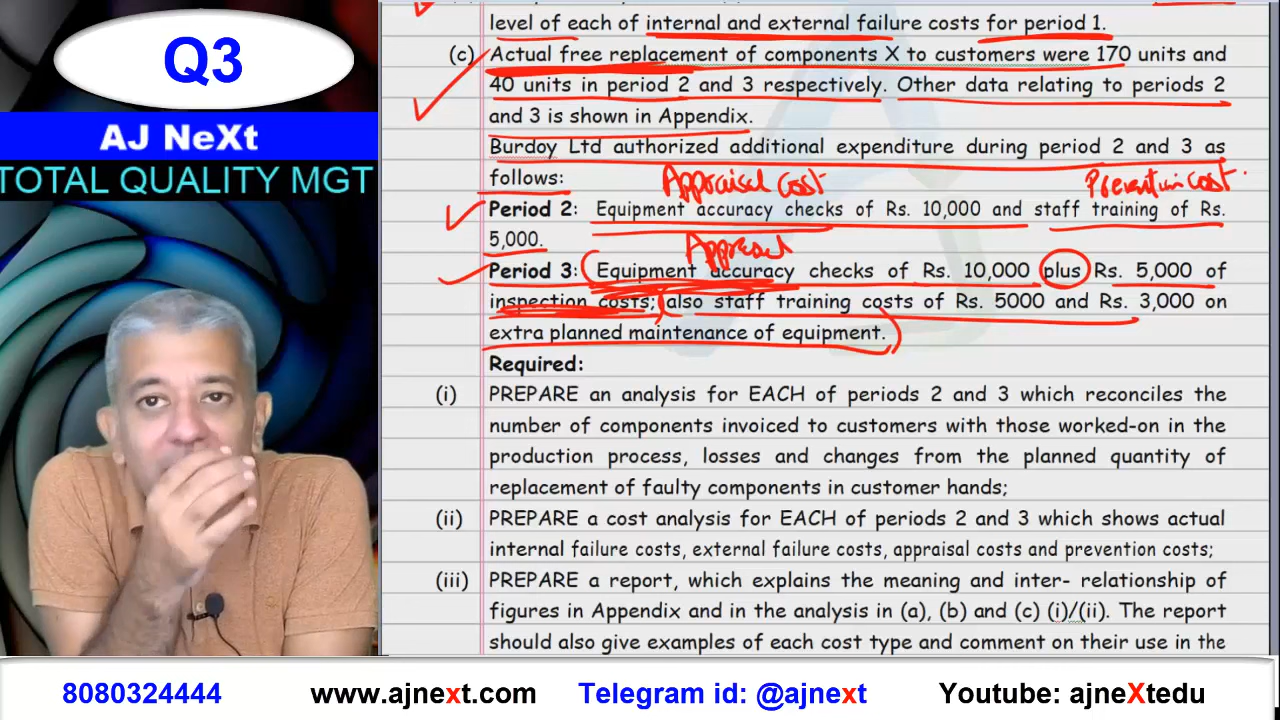 Q3
AJ NeXt
TOTAL QUALITY MGT
level of each of internal and external failure costs for period 1.
(c) Actual free replacement of components X to customers were 170 units and
40 units in period 2 and 3 respectively. Other data relating to periods 2
and 3 is shown in Appendix.
Burdoy Ltd authorized additional expenditure during period 2 and 3 as
follows:
Appraisal cost
Prevention cost.
Period 2: Equipment accuracy checks of Rs. 10,000 and staff training of Rs.
5,000.
Appraisal
Period 3: Equipment accuracy checks of Rs. 10,000 plus Rs. 5,000 of
inspection costs; also staff training costs of Rs. 5000 and Rs. 3,000 on
extra planned maintenance of equipment.
Required:
(i) PREPARE an analysis for EACH of periods 2 and 3 which reconciles the
number of components invoiced to customers with those worked-on in the
production process, losses and changes from the planned quantity of
replacement of faulty components in customer hands;
(ii) PREPARE a cost analysis for EACH of periods 2 and 3 which shows actual
internal failure costs, external failure costs, appraisal costs and prevention costs;
(iii) PREPARE a report, which explains the meaning and inter- relationship of
figures in Appendix and in the analysis in (a), (b) and (c) (i)/(ii). The report
should also give examples of each cost type and comment on their use in the
8080324444 www.ajnext.com Telegram id: @ajnext Youtube: ajneXtedu